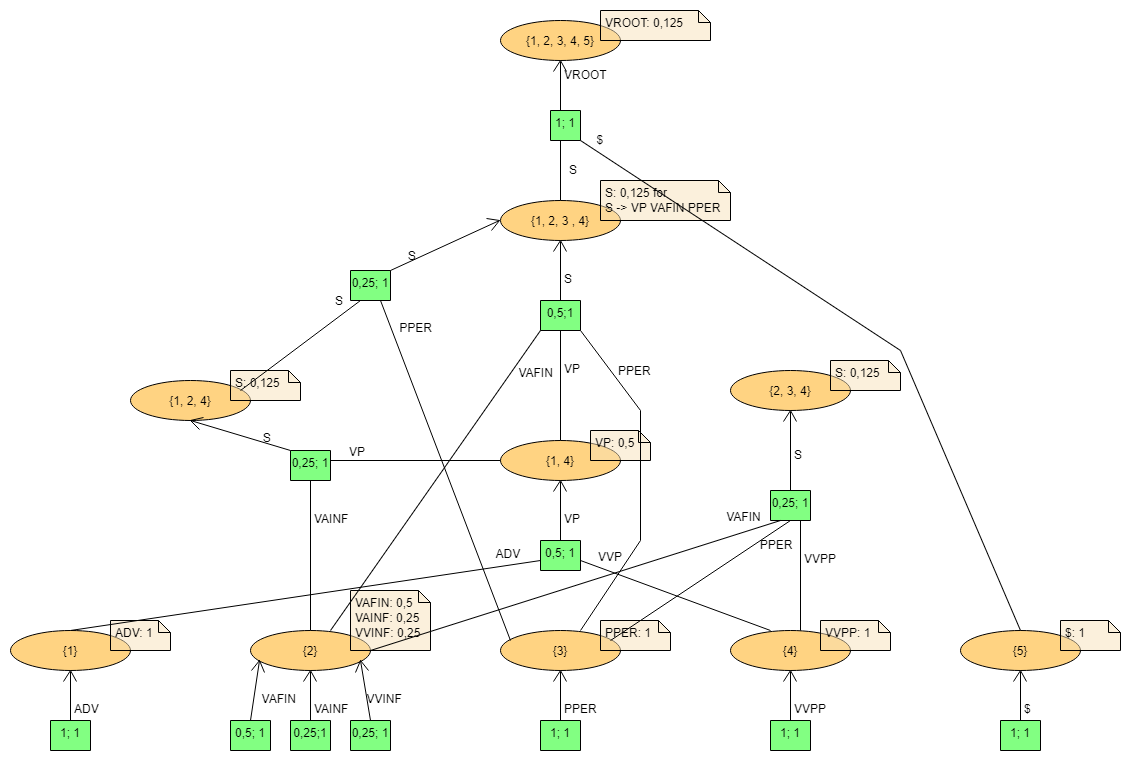 VROOT: 0,125
{1, 2, 3, 4, 5}
VROOT
1; 1
$
S
S: 0,125 for
S -> VP VAFIN PPER
{1, 2, 3 , 4}
S
0,25; 1
S
S
0,5;1
PPER
VAFIN
VP
PPER
S: 0,125
{1, 2, 4}
S: 0,125
{2, 3, 4}
S
VP
0,25; 1
VP: 0,5
{1, 4}
S
0,25; 1
VAINF
VP
VAFIN
ADV
0,5; 1
VVP
PPER
VVPP
VAFIN: 0,5
VAINF: 0,25
VVINF: 0,25
ADV: 1
{1}
{2}
PPER: 1
{3}
VVPP: 1
{4}
$: 1
{5}
ADV
VAFIN
VAINF
VVINF
PPER
VVPP
$
1; 1
0,5; 1
0,25;1
0,25; 1
1; 1
1; 1
1; 1